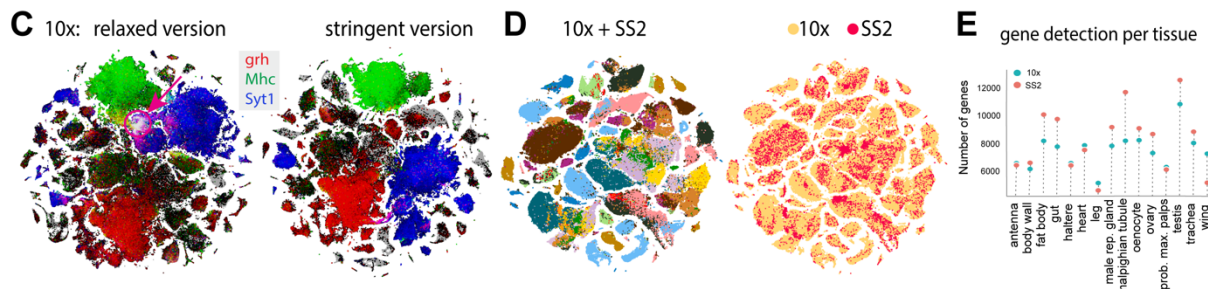 C 10x: relaxed version stringent version
grh
Mhc
Syt1
D 10x + SS2 10x SS2
E gene detection per tissue
10x
SS2
Number of genes
12000
10000
8000
6000
antenna
body wall
fat body
gut
haltere
heart
leg
male rep. gland
malpighian tubule
oenocyte
ovary
prob. max. palps
testis
trachea
wing